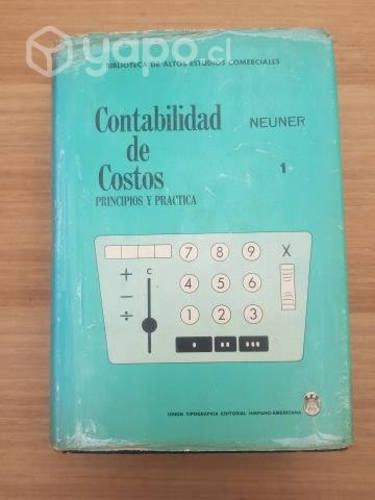 yapo.cl
BIBLIOTECA DE ALTOS ESTUDIOS COMERCIALES
Contabilidad NEUNER
de
Costos 1
PRINCIPIOS Y PRACTICA
7 8 9 X
+ C 4 5 6
−
÷ 1 2 3
UNION TIPOGRAFICA EDITORIAL HISPANO-AMERICANA